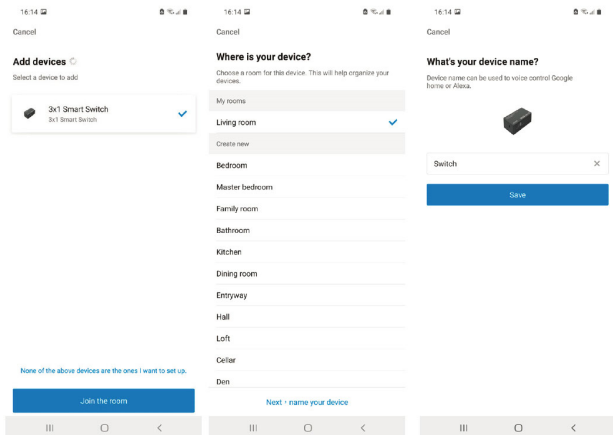 16:14
Cancel
Add devices
Select a device to add
3x1 Smart Switch
3x1 Smart Switch
None of the above devices are the ones I want to set up.
Join the room
16:14
Cancel
Where is your device?
Choose a room for this device. This will help organize your
devices.
My rooms
Living room
Create new
Bedroom
Master bedroom
Family room
Bathroom
Kitchen
Dining room
Entryway
Hall
Loft
Cellar
Den
Next › name your device
16:14
Cancel
What's your device name?
Device name can be used to voice control Google
home or Alexa.
Switch
Save